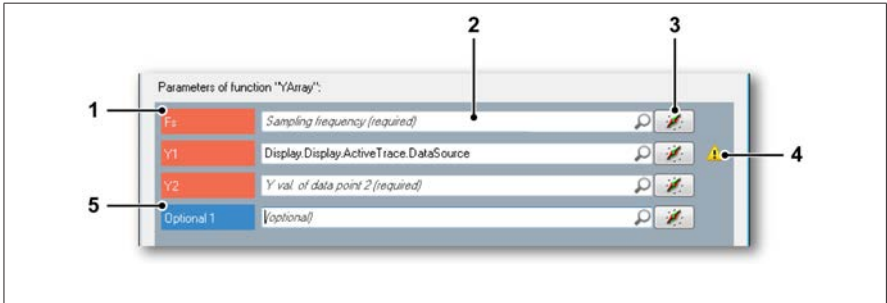 2 3
Parameters of function "YArray":
1
Fs Sampling frequency (required)
Y1 Display.Display.ActiveTrace.DataSource
4
Y2 Y val. of data point 2 (required)
5
Optional 1 (optional)